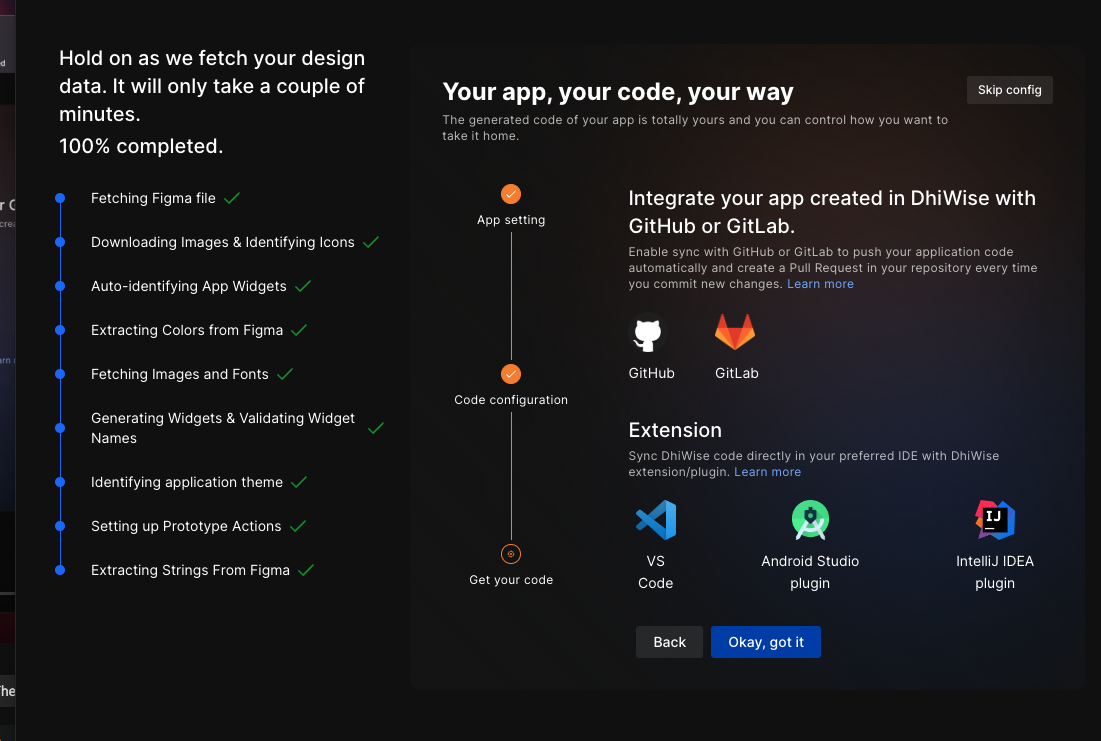 Hold on as we fetch your design
data. It will only take a couple of
minutes.
100% completed.
Fetching Figma file
Downloading Images & Identifying Icons
Auto-identifying App Widgets
Extracting Colors from Figma
Fetching Images and Fonts
Generating Widgets & Validating Widget
Names
Identifying application theme
Setting up Prototype Actions
Extracting Strings From Figma
Your app, your code, your way
Skip config
The generated code of your app is totally yours and you can control how you want to
take it home.
App setting
Code configuration
Get your code
Integrate your app created in DhiWise with
GitHub or GitLab.
Enable sync with GitHub or GitLab to push your application code
automatically and create a Pull Request in your repository every time
you commit new changes. Learn more
GitHub
GitLab
Extension
Sync DhiWise code directly in your preferred IDE with DhiWise
extension/plugin. Learn more
IJ
VS
Code
Android Studio
plugin
IntelliJ IDEA
plugin
Back
Okay, got it